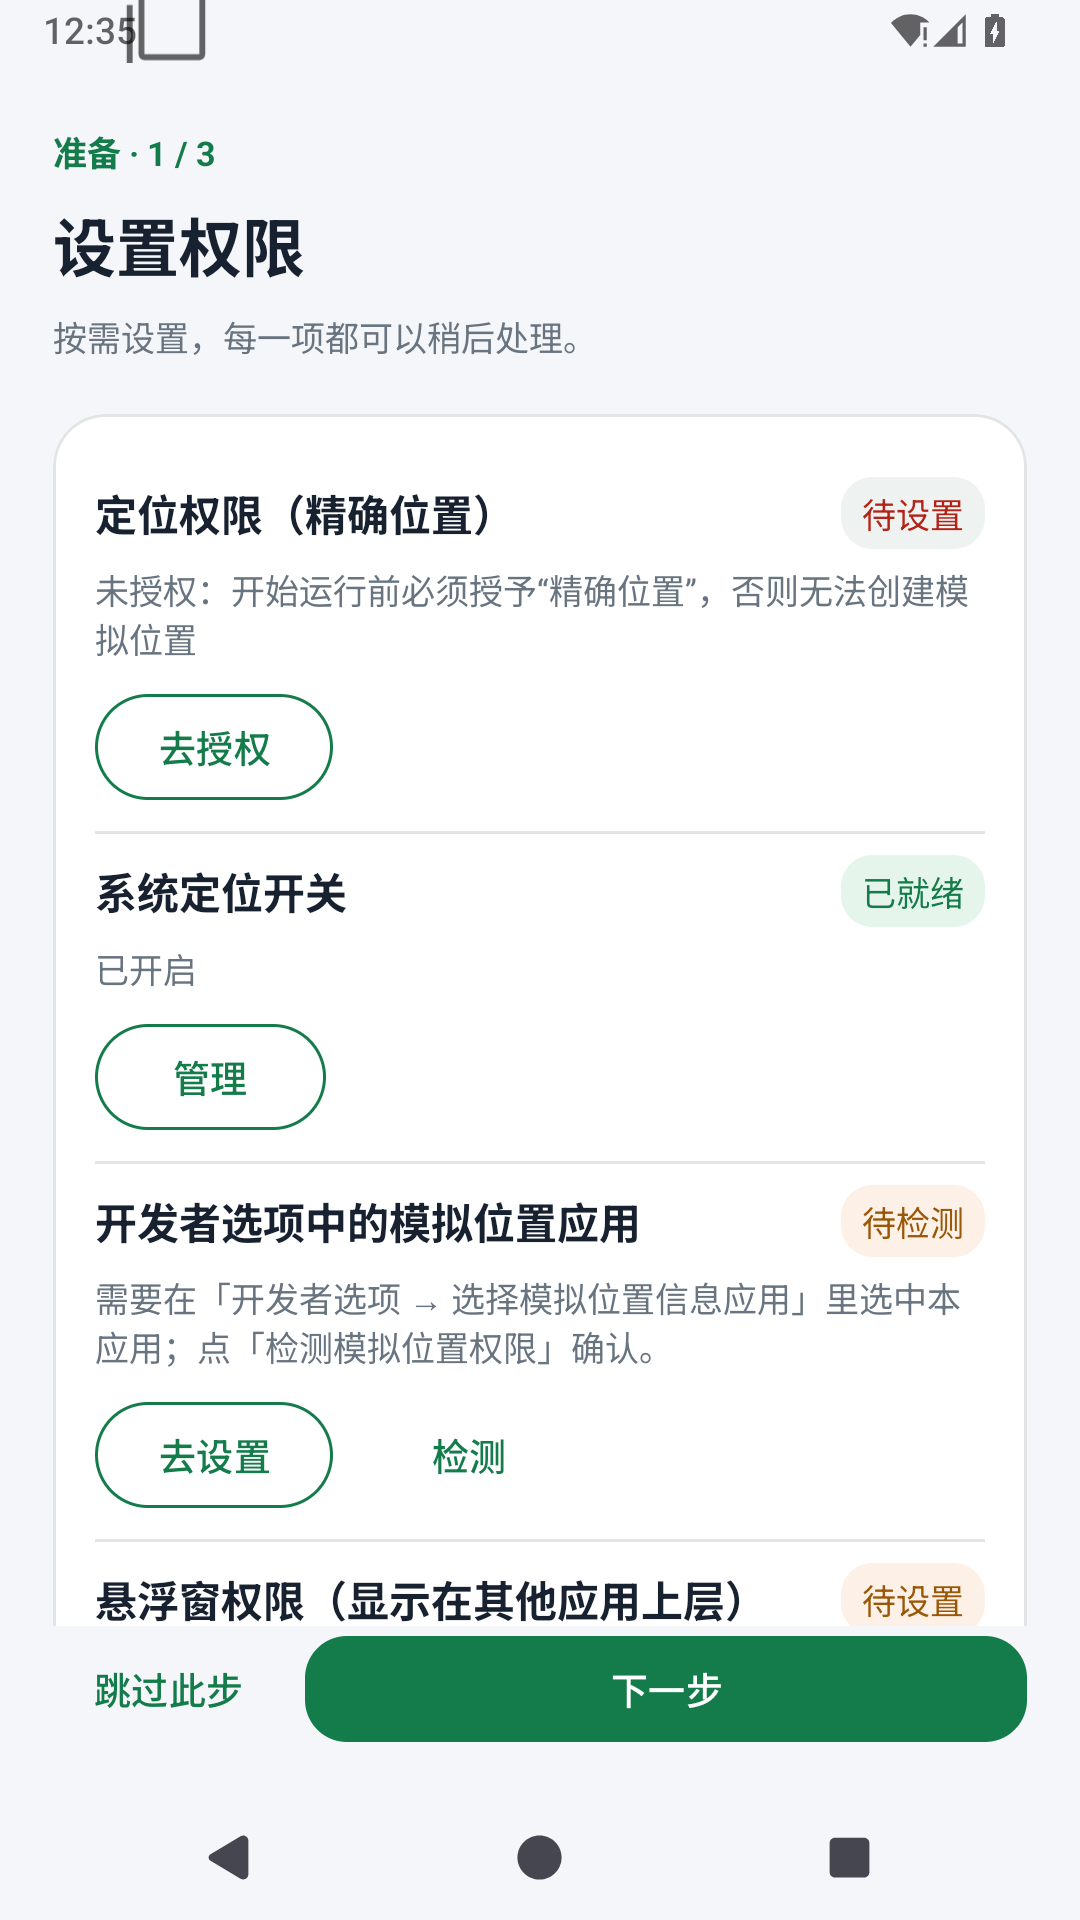 12:35
准备 · 1 / 3
设置权限
按需设置，每一项都可以稍后处理。
定位权限（精确位置）
待设置
未授权：开始运行前必须授予“精确位置”，否则无法创建模
拟位置
去授权
系统定位开关
已就绪
已开启
管理
开发者选项中的模拟位置应用
待检测
需要在「开发者选项 → 选择模拟位置信息应用」里选中本
应用；点「检测模拟位置权限」确认。
去设置
检测
悬浮窗权限（显示在其他应用上层）
待设置
跳过此步
下一步